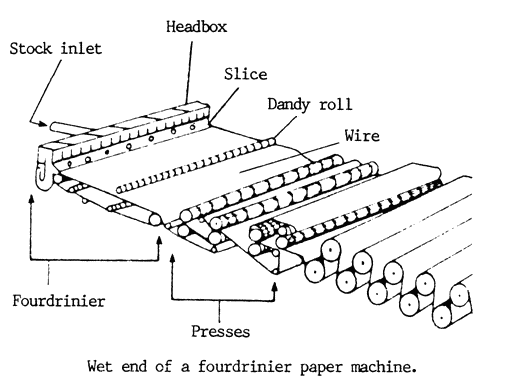 Headbox
Stock inlet
Slice
Dandy roll
Wire
Fourdrinier
Presses
Wet end of a fourdrinier paper machine.